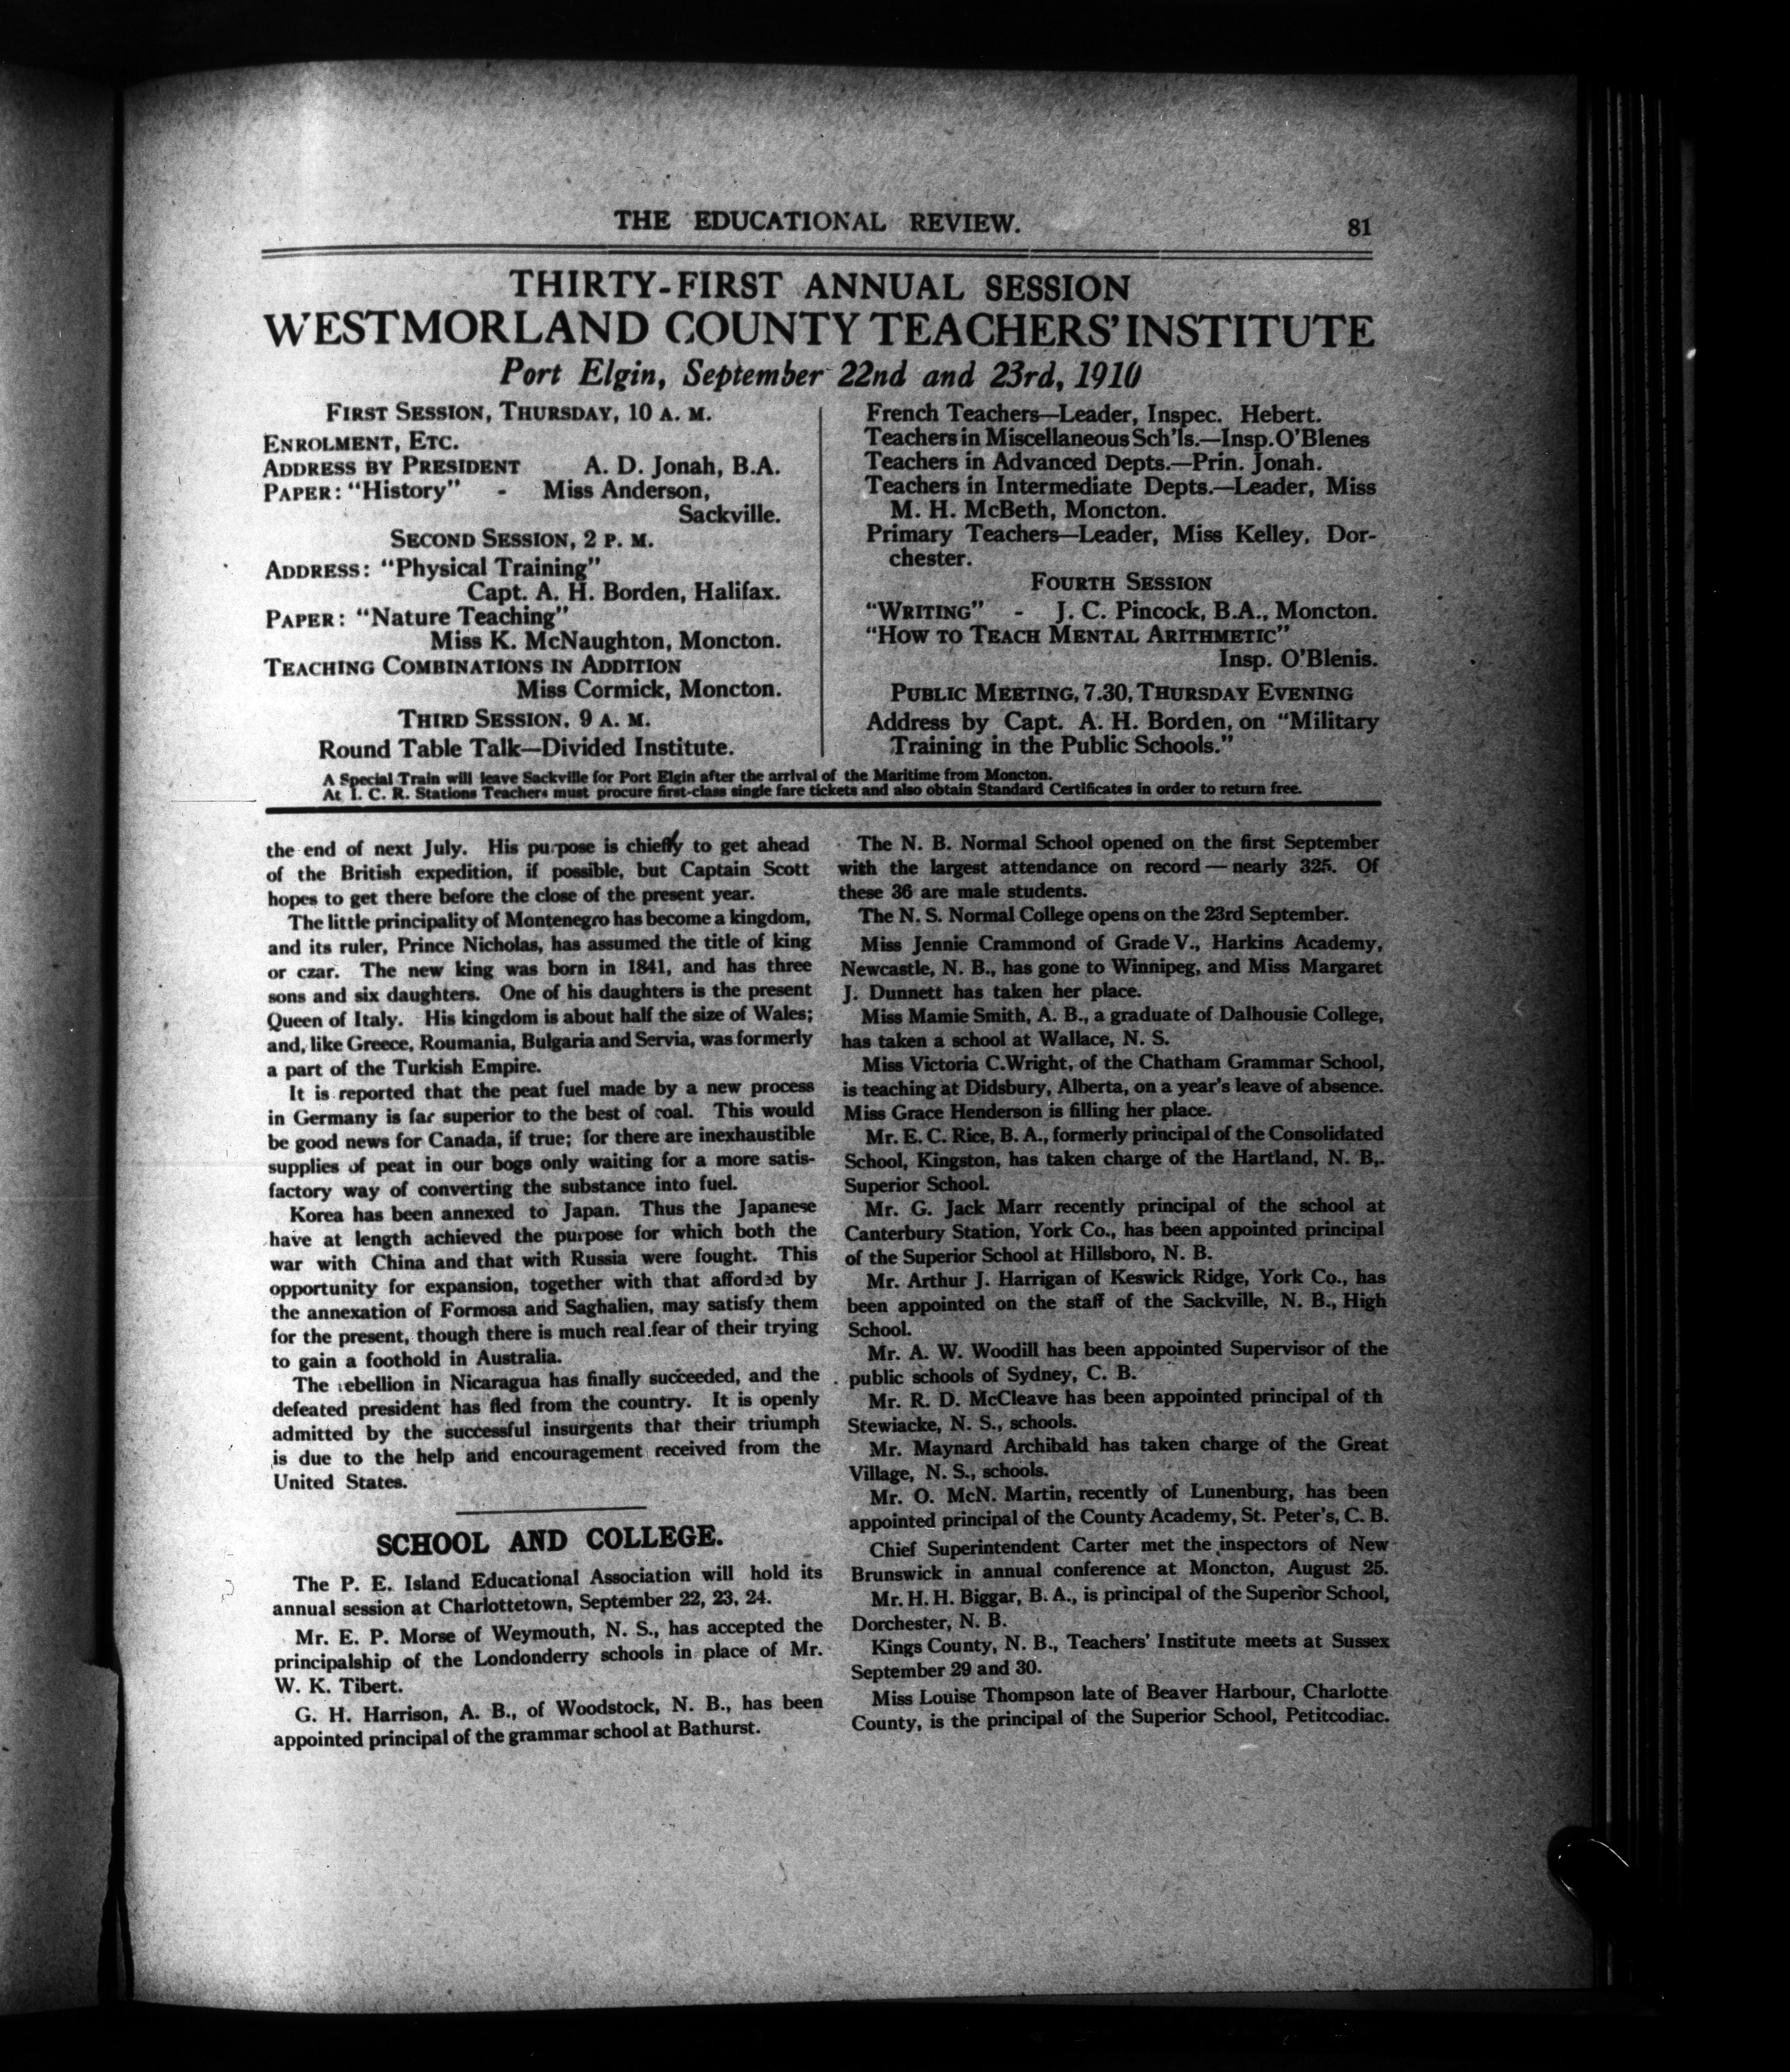 THE EDUCATIONAL REVIEW.
81
THIRTY-FIRST ANNUAL SESSION
WESTMORLAND COUNTY TEACHERS' INSTITUTE
Port Elgin, September 22nd and 23rd, 1910
FIRST SESSION, THURSDAY, 10 A. M.
ENROLMENT, ETC.
ADDRESS BY PRESIDENT A. D. Jonah, B.A.
PAPER: "History" - Miss Anderson,
Sackville.
SECOND SESSION, 2 P. M.
ADDRESS: "Physical Training"
Capt. A. H. Borden, Halifax.
PAPER: "Nature Teaching"
Miss K. McNaughton, Moncton.
TEACHING COMBINATIONS IN ADDITION
Miss Cormick, Moncton.
THIRD SESSION, 9 A. M.
Round Table Talk—Divided Institute.
French Teachers—Leader, Inspec. Hebert.
Teachers in Miscellaneous Sch'ls.—Insp. O'Blenes
Teachers in Advanced Depts.—Prin. Jonah.
Teachers in Intermediate Depts.—Leader, Miss
M. H. McBeth, Moncton.
Primary Teachers—Leader, Miss Kelley, Dor-
chester.
FOURTH SESSION
"WRITING" - J. C. Pincock, B.A., Moncton.
"HOW TO TEACH MENTAL ARITHMETIC"
Insp. O'Blenis.
PUBLIC MEETING, 7.30, THURSDAY EVENING
Address by Capt. A. H. Borden, on "Military
Training in the Public Schools."
A Special Train will leave Sackville for Port Elgin after the arrival of the Maritime from Moncton.
At I. C. R. Stations Teachers must procure first-class single fare tickets and also obtain Standard Certificates in order to return free.
the end of next July. His purpose is chiefly to get ahead
of the British expedition, if possible, but Captain Scott
hopes to get there before the close of the present year.
The little principality of Montenegro has become a kingdom,
and its ruler, Prince Nicholas, has assumed the title of king
or czar. The new king was born in 1841, and has three
sons and six daughters. One of his daughters is the present
Queen of Italy. His kingdom is about half the size of Wales;
and, like Greece, Roumania, Bulgaria and Servia, was formerly
a part of the Turkish Empire.
It is reported that the peat fuel made by a new process
in Germany is far superior to the best of coal. This would
be good news for Canada, if true; for there are inexhaustible
supplies of peat in our bogs only waiting for a more satis-
factory way of converting the substance into fuel.
Korea has been annexed to Japan. Thus the Japanese
have at length achieved the purpose for which both the
war with China and that with Russia were fought. This
opportunity for expansion, together with that afforded by
the annexation of Formosa and Saghalien, may satisfy them
for the present, though there is much real fear of their trying
to gain a foothold in Australia.
The rebellion in Nicaragua has finally succeeded, and the
defeated president has fled from the country. It is openly
admitted by the successful insurgents that their triumph
is due to the help and encouragement received from the
United States.
SCHOOL AND COLLEGE.
The P. E. Island Educational Association will hold its
annual session at Charlottetown, September 22, 23, 24.
Mr. E. P. Morse of Weymouth, N. S., has accepted the
principalship of the Londonderry schools in place of Mr.
W. K. Tibert.
G. H. Harrison, A. B., of Woodstock, N. B., has been
appointed principal of the grammar school at Bathurst.
The N. B. Normal School opened on the first September
with the largest attendance on record — nearly 325. Of
these 36 are male students.
The N. S. Normal College opens on the 23rd September.
Miss Jennie Crammond of Grade V., Harkins Academy,
Newcastle, N. B., has gone to Winnipeg, and Miss Margaret
J. Dunnett has taken her place.
Miss Mamie Smith, A. B., a graduate of Dalhousie College,
has taken a school at Wallace, N. S.
Miss Victoria C. Wright, of the Chatham Grammar School,
is teaching at Didsbury, Alberta, on a year's leave of absence.
Miss Grace Henderson is filling her place.
Mr. E. C. Rice, B. A., formerly principal of the Consolidated
School, Kingston, has taken charge of the Hartland, N. B,.
Superior School.
Mr. G. Jack Marr recently principal of the school at
Canterbury Station, York Co., has been appointed principal
of the Superior School at Hillsboro, N. B.
Mr. Arthur J. Harrigan of Keswick Ridge, York Co., has
been appointed on the staff of the Sackville, N. B., High
School.
Mr. A. W. Woodill has been appointed Supervisor of the
public schools of Sydney, C. B.
Mr. R. D. McCleave has been appointed principal of th
Stewiacke, N. S., schools.
Mr. Maynard Archibald has taken charge of the Great
Village, N. S., schools.
Mr. O. McN. Martin, recently of Lunenburg, has been
appointed principal of the County Academy, St. Peter's, C. B.
Chief Superintendent Carter met the inspectors of New
Brunswick in annual conference at Moncton, August 25.
Mr. H. H. Biggar, B. A., is principal of the Superior School,
Dorchester, N. B.
Kings County, N. B., Teachers' Institute meets at Sussex
September 29 and 30.
Miss Louise Thompson late of Beaver Harbour, Charlotte
County, is the principal of the Superior School, Petitcodiac.